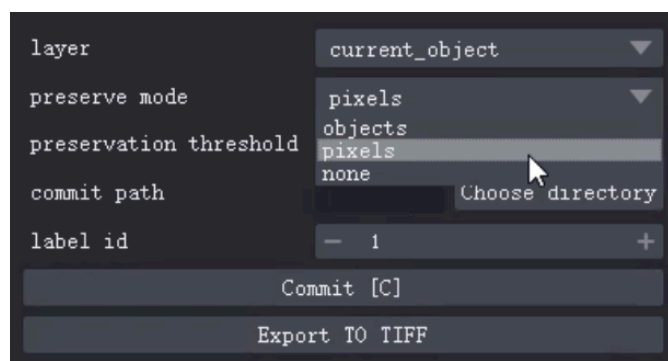 layer current_object
preserve mode pixels
objects
preservation threshold
pixels
none
commit path Choose directory
label id − 1 +
Commit [C]
Export TO TIFF